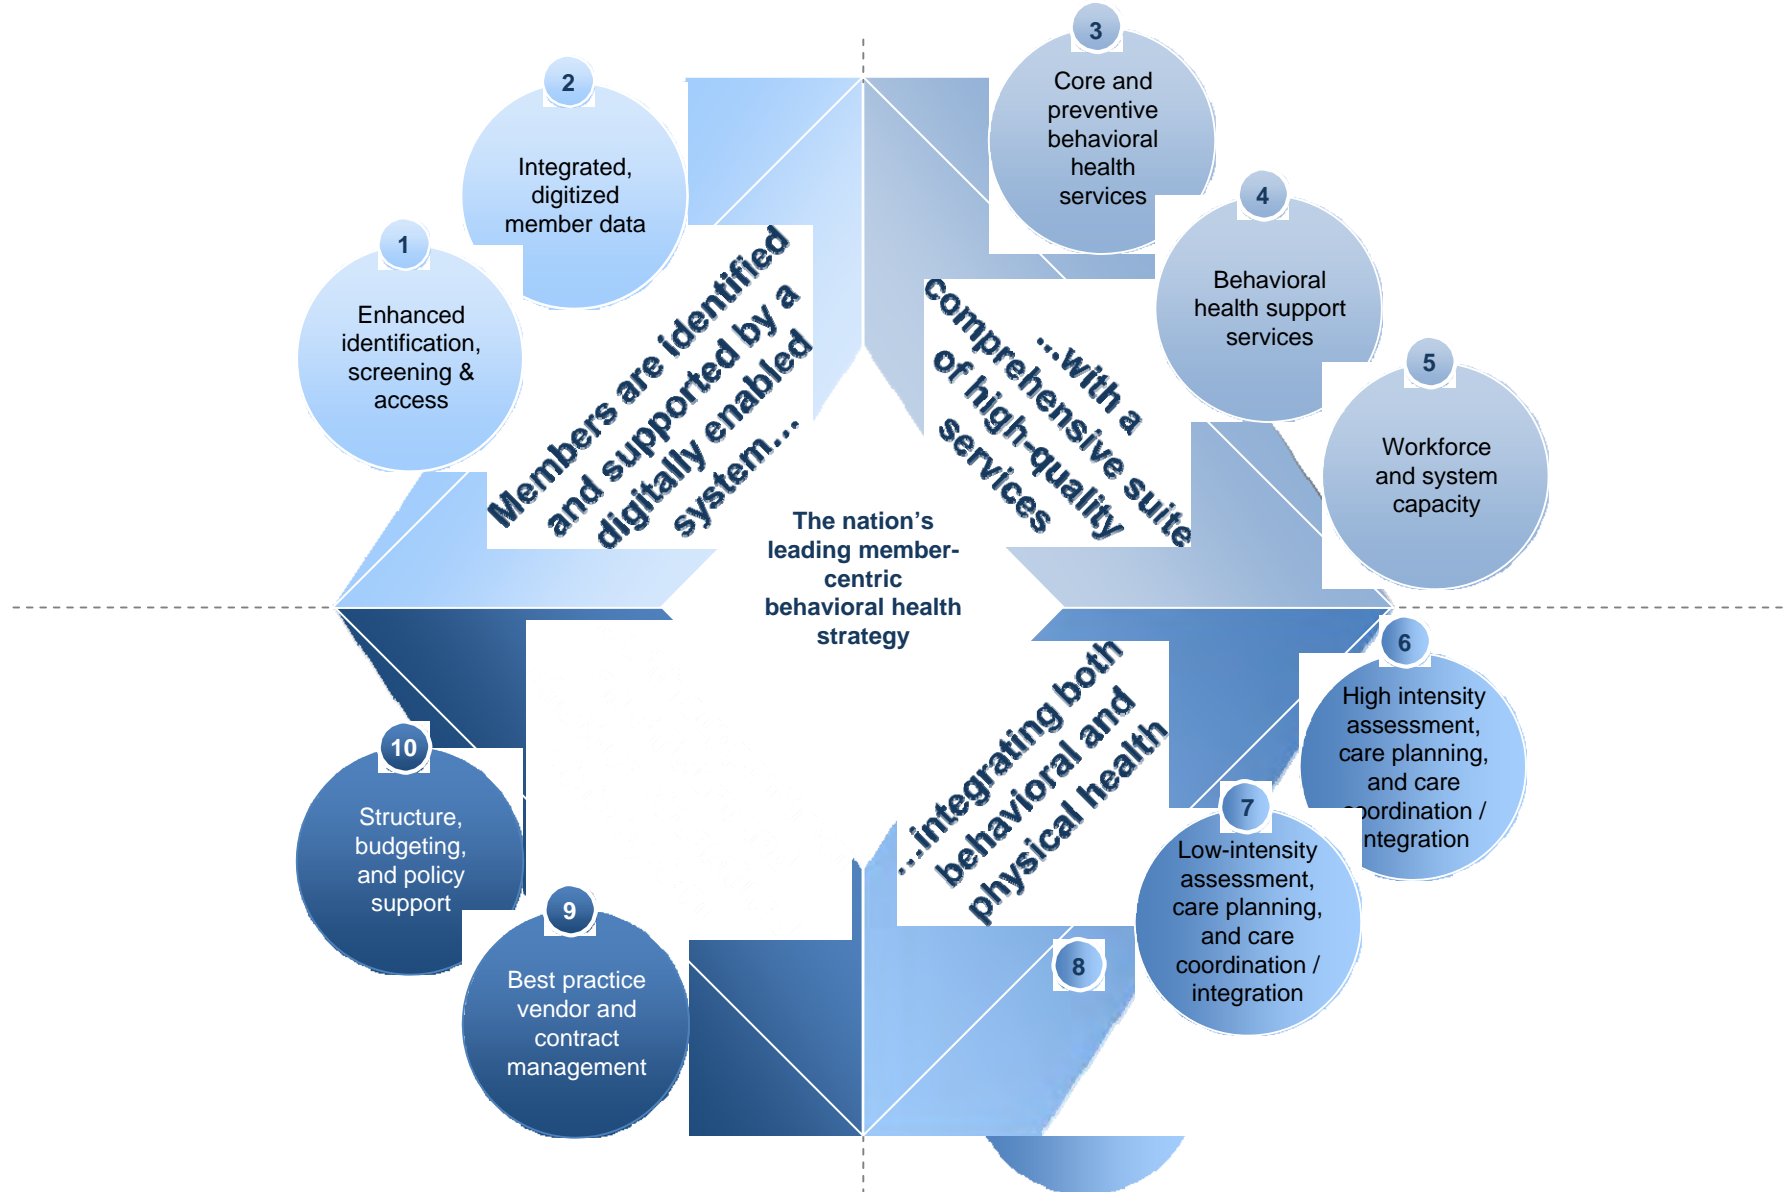 1
Enhanced
identification,
screening &
access
2
Integrated,
digitized
member data
Members are identified
and supported by a
digitally enabled
system...
3
Core and
preventive
behavioral
health
services
4
Behavioral
health support
services
5
Workforce
and system
capacity
...with a
comprehensive suite
of high-quality
services
The nation’s
leading member-
centric
behavioral health
strategy
6
High intensity
assessment,
care planning,
and care
coordination /
integration
7
Low-intensity
assessment,
care planning,
and care
coordination /
integration
8
...integrating both
behavioral and
physical health
9
Best practice
vendor and
contract
management
10
Structure,
budgeting,
and policy
support